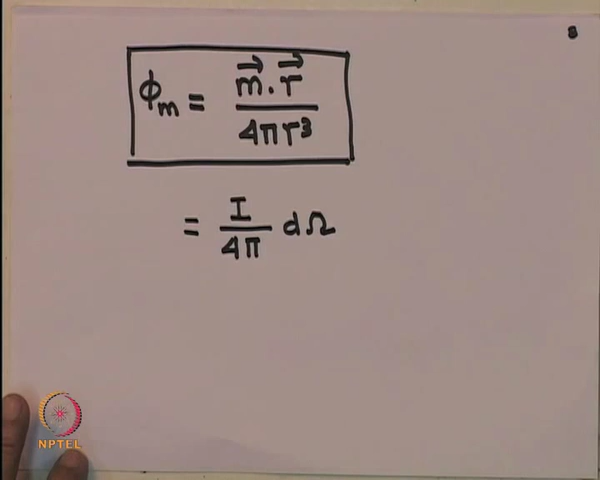 ϕₘ = m⃗ . r⃗ / 4πr³
= I / 4π dΩ
NPTEL